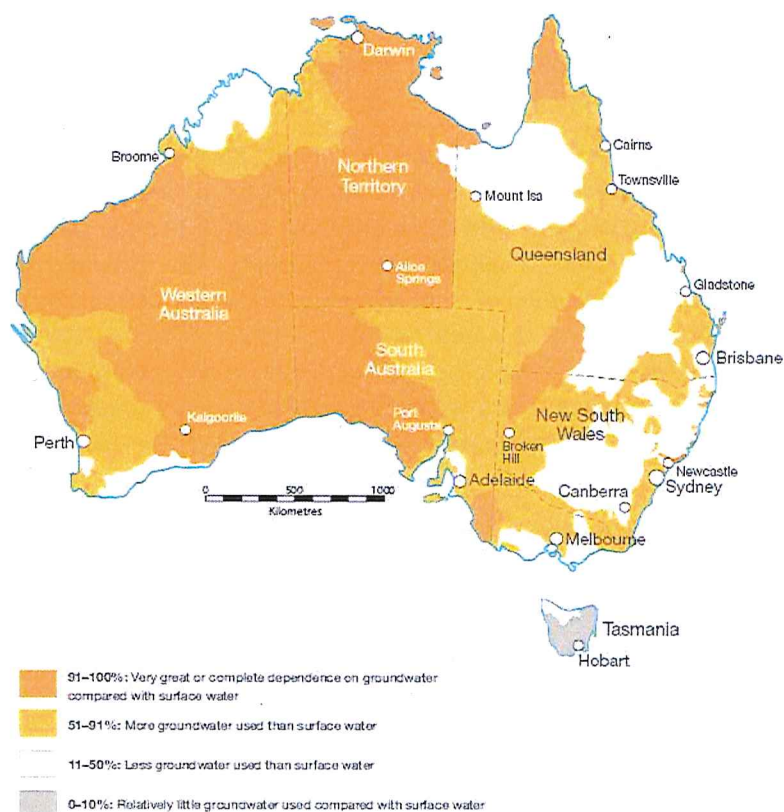 Darwin
Broome
Cairns
Northern
Territory
Townsville
Mount Isa
Queensland
Alice
Springs
Gladstone
Western
Australia
South
Australia
Brisbane
Port
Augusta
New South
Wales
Kalgoorlie
Perth
Broken
Hill
Newcastle
Adelaide
Sydney
Canberra
0 500 1000
Kilometres
Melbourne
Tasmania
Hobart
91–100%: Very great or complete dependence on groundwater
compared with surface water
51–91%: More groundwater used than surface water
11–50%: Less groundwater used than surface water
0–10%: Relatively little groundwater used compared with surface water